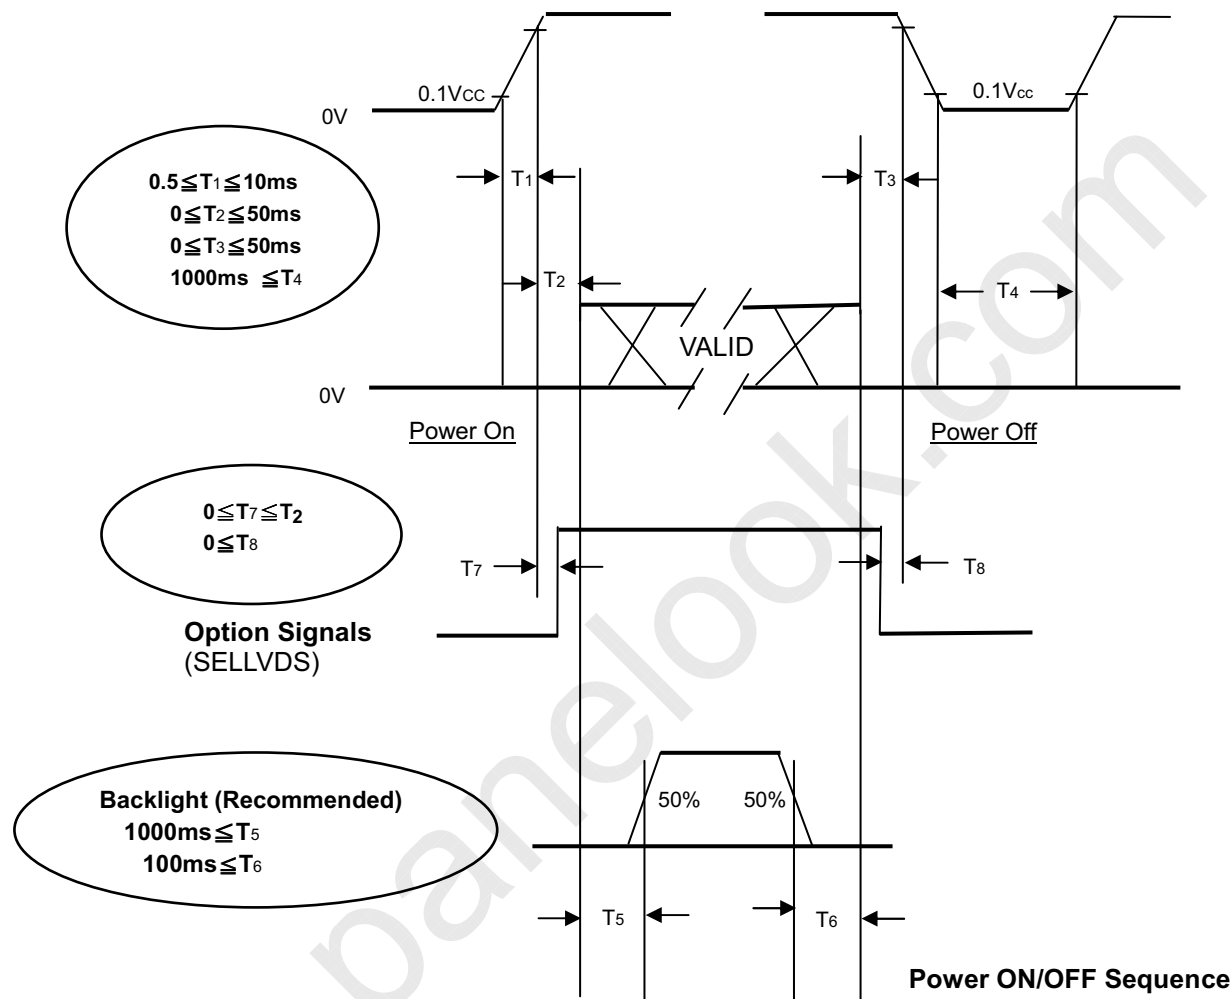 0.1VCC
0.1Vcc
0V
0.5≦T1≦10ms
0≦T2≦50ms
0≦T3≦50ms
1000ms ≦T4
T1
T3
T2
T4
VALID
0V
Power On
Power Off
0≦T7≦T2
0≦T8
T7
T8
Option Signals
(SELLVDS)
Backlight (Recommended)
1000ms≦T5
100ms≦T6
50%
50%
T5
T6
Power ON/OFF Sequence
panelook.com